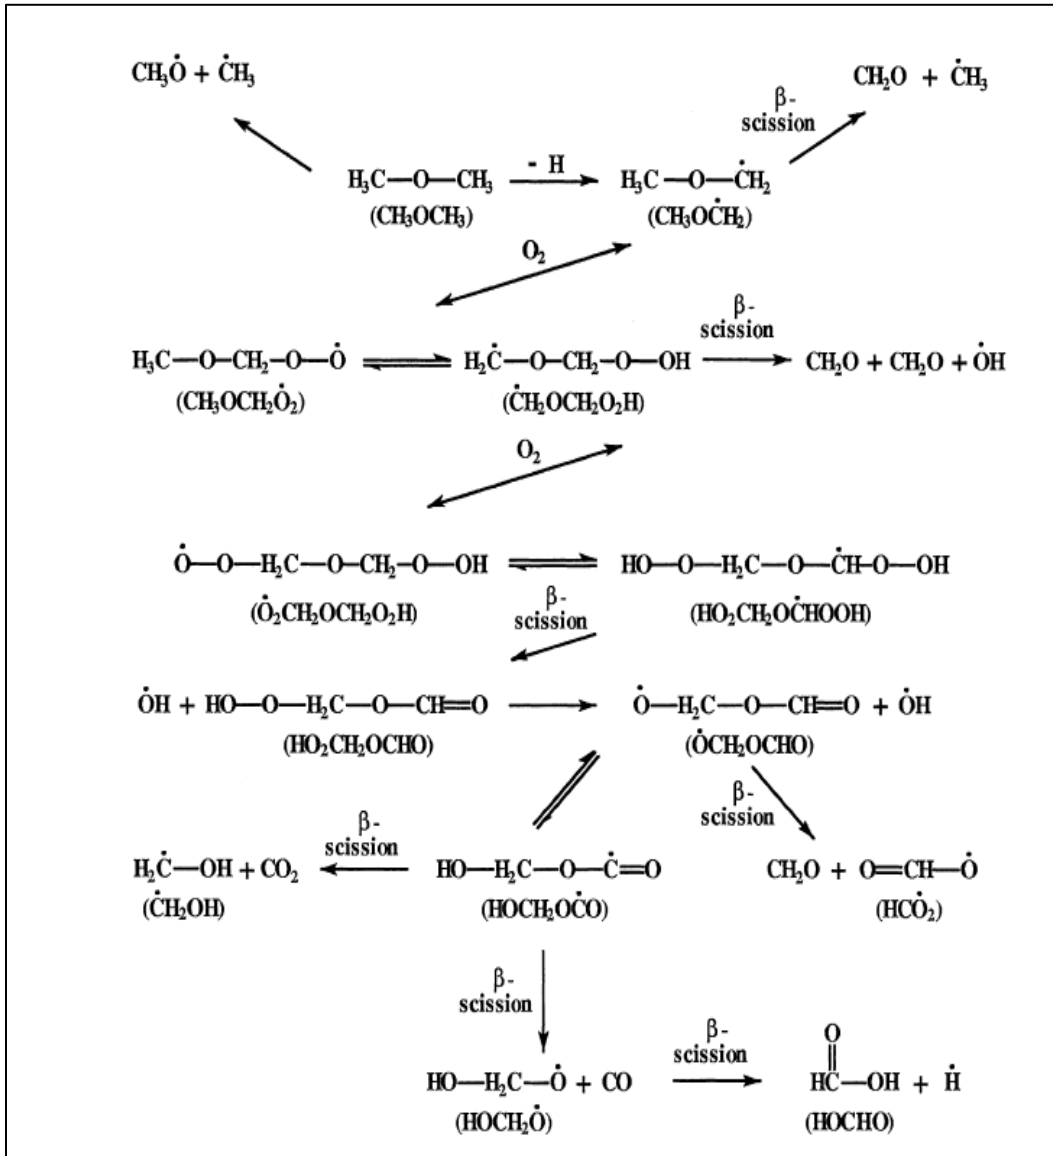 CH₃Ȯ + ĊH₃
CH₂O + ĊH₃
β-
scission
- H
H₃C—O—CH₃
H₃C—O—ĊH₂
(CH₃OCH₃)
(CH₃OĊH₂)
O₂
β-
scission
H₃C—O—CH₂—O—Ȯ
H₂Ċ—O—CH₂—O—OH
CH₂O + CH₂O + ȮH
(CH₃OCH₂Ȯ₂)
(ĊH₂OCH₂O₂H)
O₂
Ȯ—O—H₂C—O—CH₂—O—OH
HO—O—H₂C—O—ĊH—O—OH
(Ȯ₂CH₂OCH₂O₂H)
(HO₂CH₂OĊHOOH)
β-
scission
ȮH + HO—O—H₂C—O—CH=O
Ȯ—H₂C—O—CH=O + ȮH
(HO₂CH₂OCHO)
(ȮCH₂OCHO)
β-
scission
β-
scission
H₂Ċ—OH + CO₂
HO—H₂C—O—Ċ=O
CH₂O + O=CH—Ȯ
(ĊH₂OH)
(HOCH₂OĊO)
(HCȮ₂)
β-
scission
β-
scission
O
HO—H₂C—Ȯ + CO
HC—OH + Ḣ
(HOCH₂Ȯ)
(HOCHO)